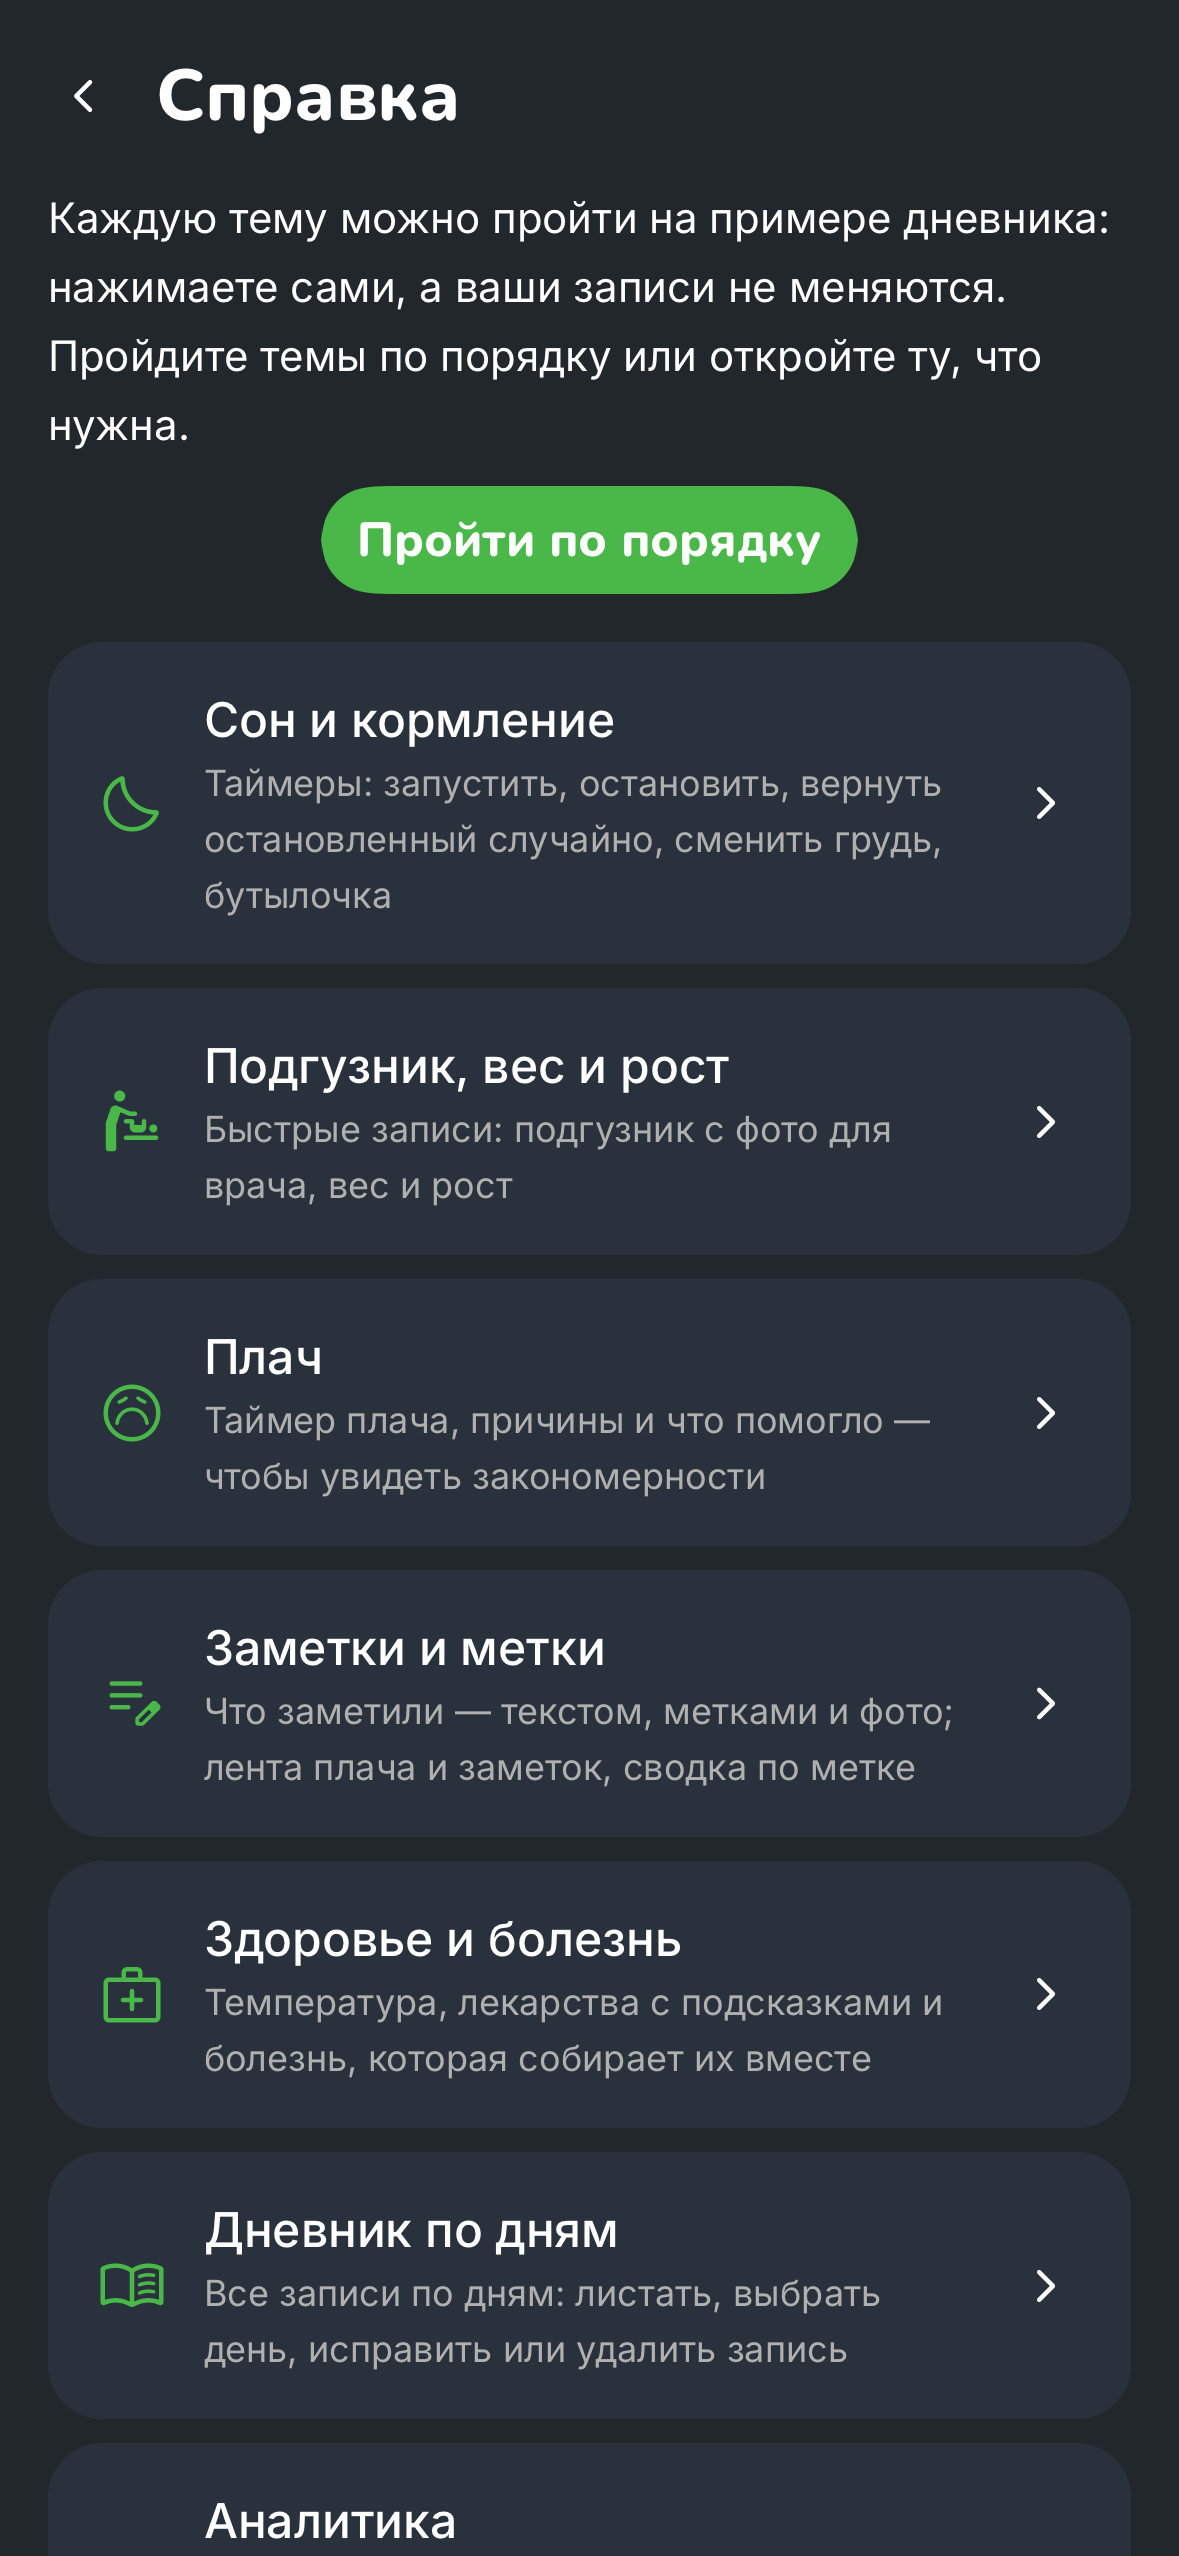 Справка
Каждую тему можно пройти на примере дневника:
нажимаете сами, а ваши записи не меняются.
Пройдите темы по порядку или откройте ту, что
нужна.
Пройти по порядку
Сон и кормление
Таймеры: запустить, остановить, вернуть
остановленный случайно, сменить грудь,
бутылочка
Подгузник, вес и рост
Быстрые записи: подгузник с фото для
врача, вес и рост
Плач
Таймер плача, причины и что помогло —
чтобы увидеть закономерности
Заметки и метки
Что заметили — текстом, метками и фото;
лента плача и заметок, сводка по метке
Здоровье и болезнь
Температура, лекарства с подсказками и
болезнь, которая собирает их вместе
Дневник по дням
Все записи по дням: листать, выбрать
день, исправить или удалить запись
Аналитика